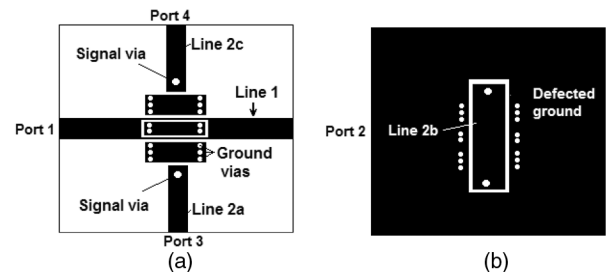 Port 4
Line 2c
Signal via
Line 1
Port 1
Ground
vias
Signal via
Line 2a
Port 3
(a)
Port 2
Defected
ground
Line 2b
(b)